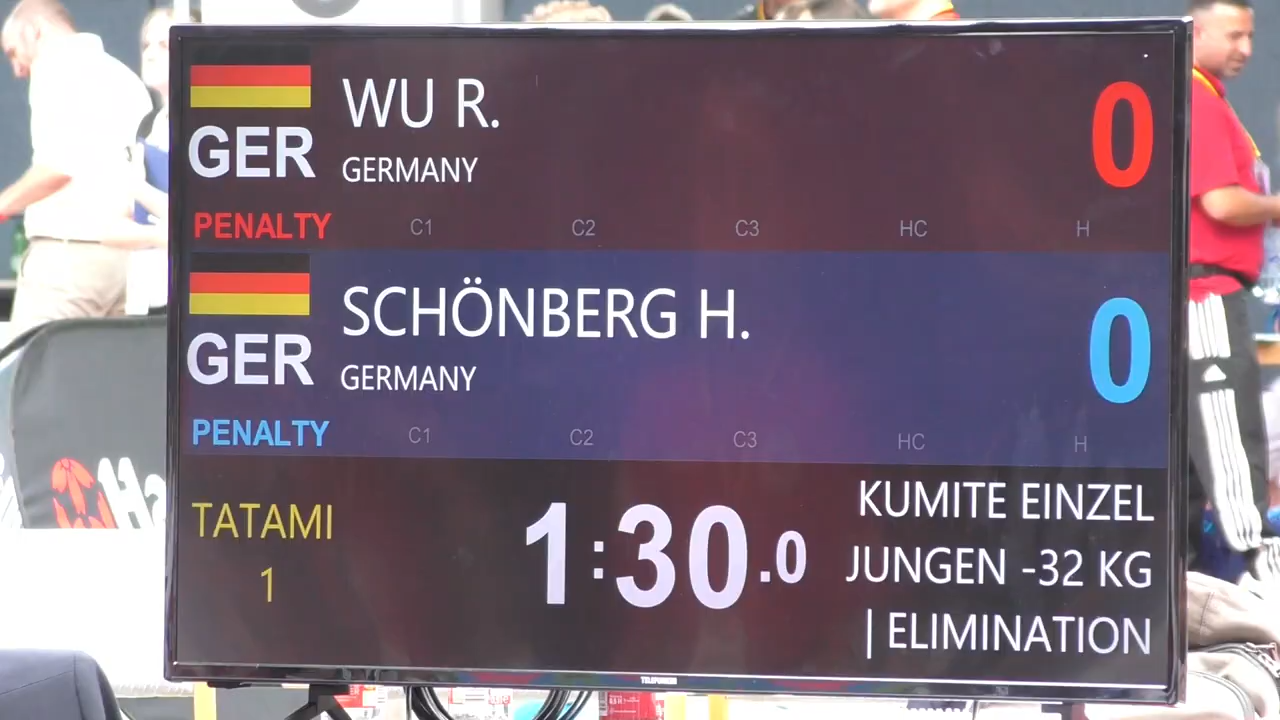 WU R.
GER
GERMANY
0
PENALTY C1 C2 C3 HC H
SCHÖNBERG H.
GER
GERMANY
0
PENALTY C1 C2 C3 HC H
TATAMI
1
1:30.0
KUMITE EINZEL
JUNGEN -32 KG
| ELIMINATION
TELEFUNKEN